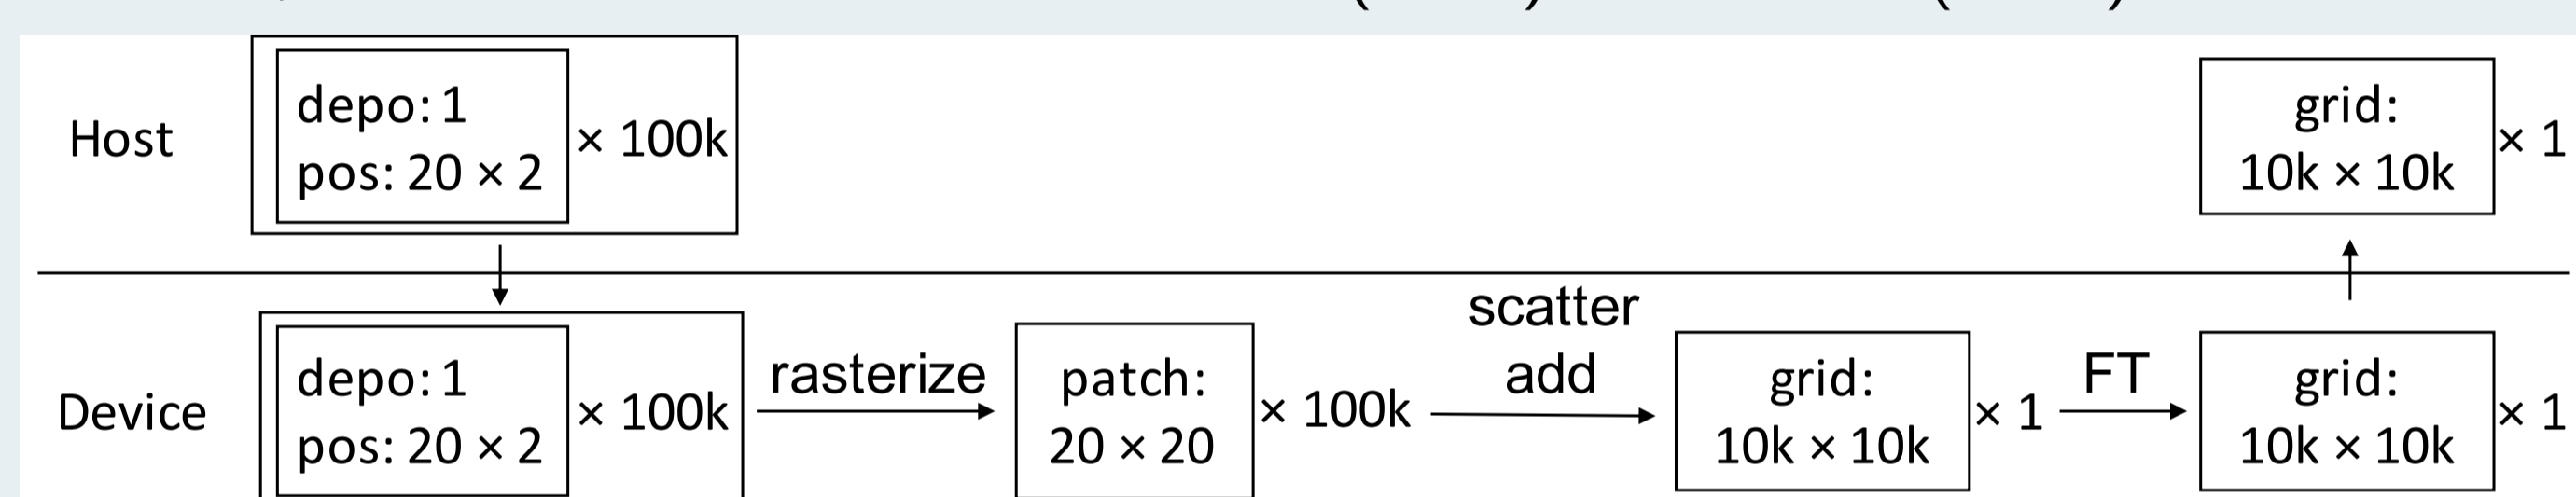 Host
depo: 1
pos: 20 × 2
× 100k
grid:
10k × 10k
× 1
Device
depo: 1
pos: 20 × 2
× 100k
rasterize
patch:
20 × 20
× 100k
scatter
add
grid:
10k × 10k
× 1
FT
grid:
10k × 10k
× 1